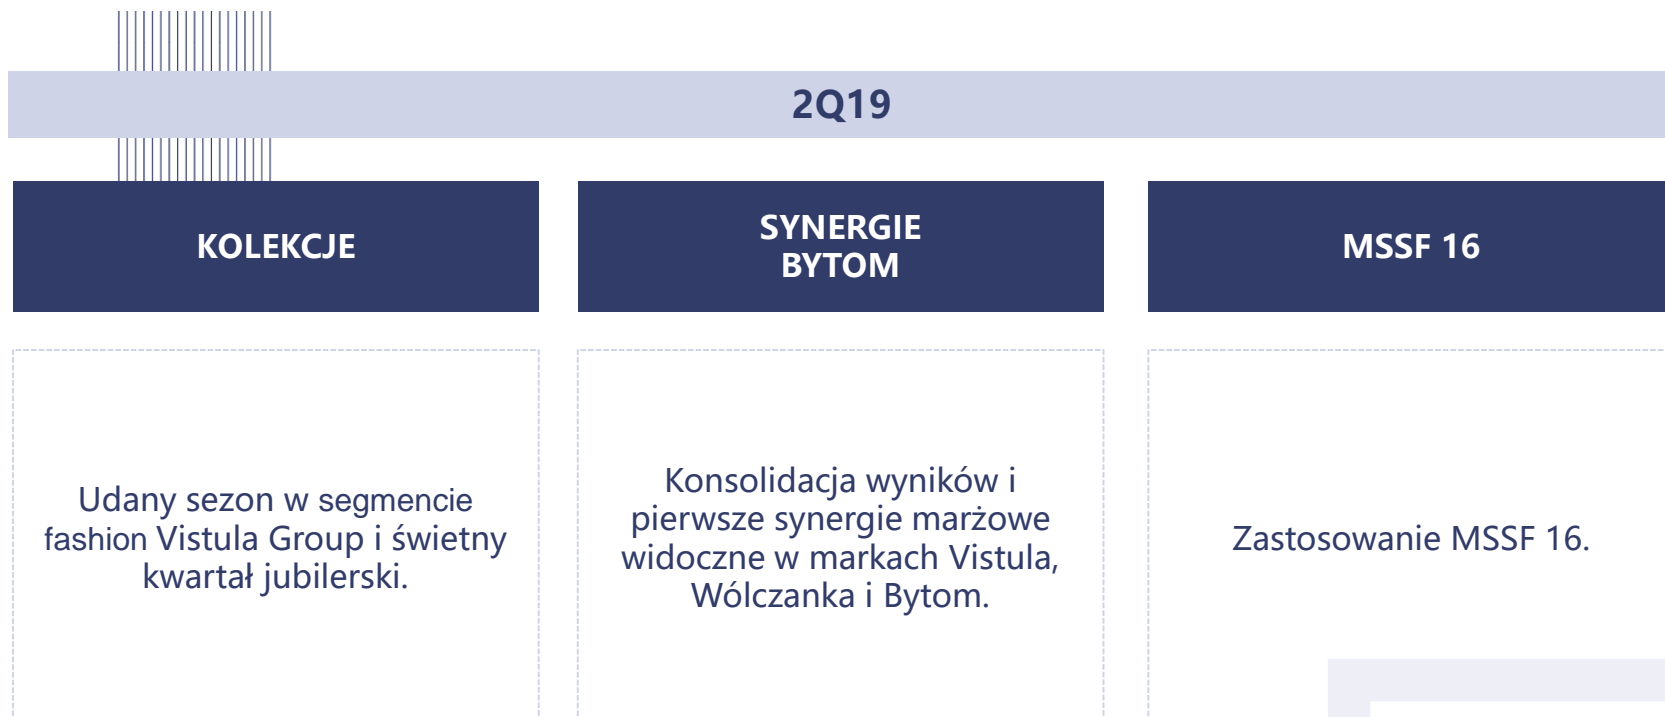 2Q19
KOLEKCJE
SYNERGIE
BYTOM
MSSF 16
Udany sezon w segmencie
fashion Vistula Group i świetny
kwartał jubilerski.
Konsolidacja wyników i
pierwsze synergie marżowe
widoczne w markach Vistula,
Wólczanka i Bytom.
Zastosowanie MSSF 16.